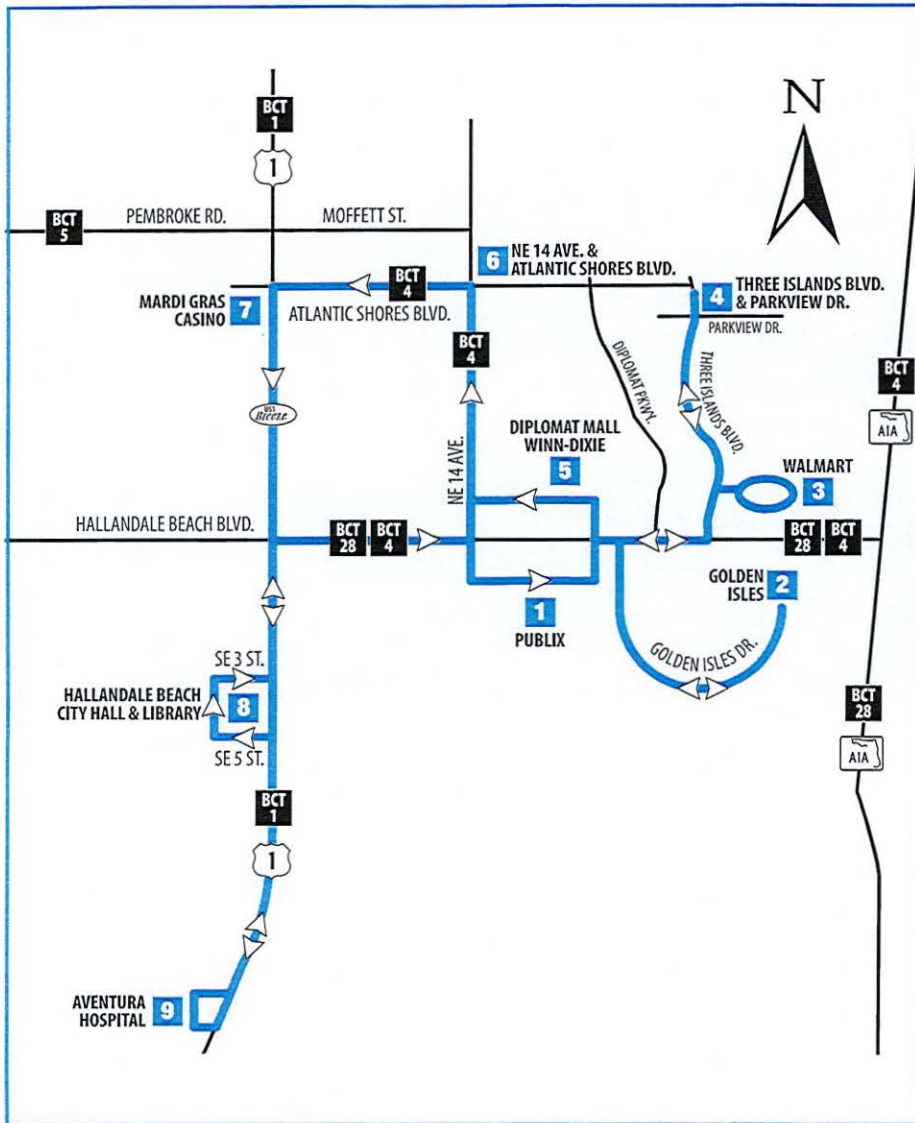 BCT
1
N
1
BCT
5
PEMBROKE RD.
MOFFETT ST.
6
NE 14 AVE. &
ATLANTIC SHORES BLVD.
MARDI GRAS
CASINO
7
BCT
4
ATLANTIC SHORES BLVD.
4
THREE ISLANDS BLVD.
& PARKVIEW DR.
PARKVIEW DR.
BCT
4
BCT
4
A1A
DIPLOMAT PKWY.
THREE ISLANDS BLVD.
US1
Breeze
NE 14 AVE.
DIPLOMAT MALL
WINN-DIXIE
5
WALMART
3
HALLANDALE BEACH BLVD.
BCT
28
BCT
4
BCT
28
BCT
4
1
PUBLIX
GOLDEN
ISLES
2
GOLDEN ISLES DR.
SE 3 ST.
HALLANDALE BEACH
CITY HALL & LIBRARY
8
SE 5 ST.
BCT
28
A1A
BCT
1
1
AVENTURA
HOSPITAL
9